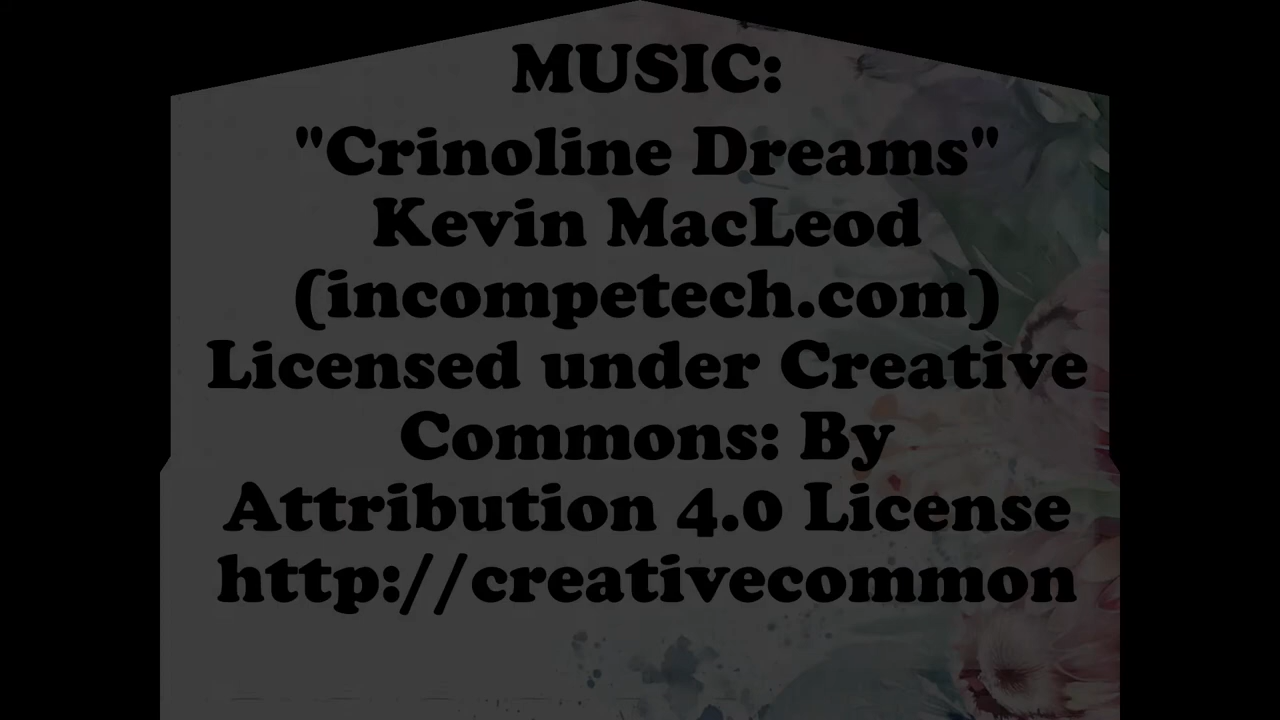 MUSIC:
"Crinoline Dreams"
Kevin MacLeod
(incompetech.com)
Licensed under Creative
Commons: By
Attribution 4.0 License
http://creativecommon